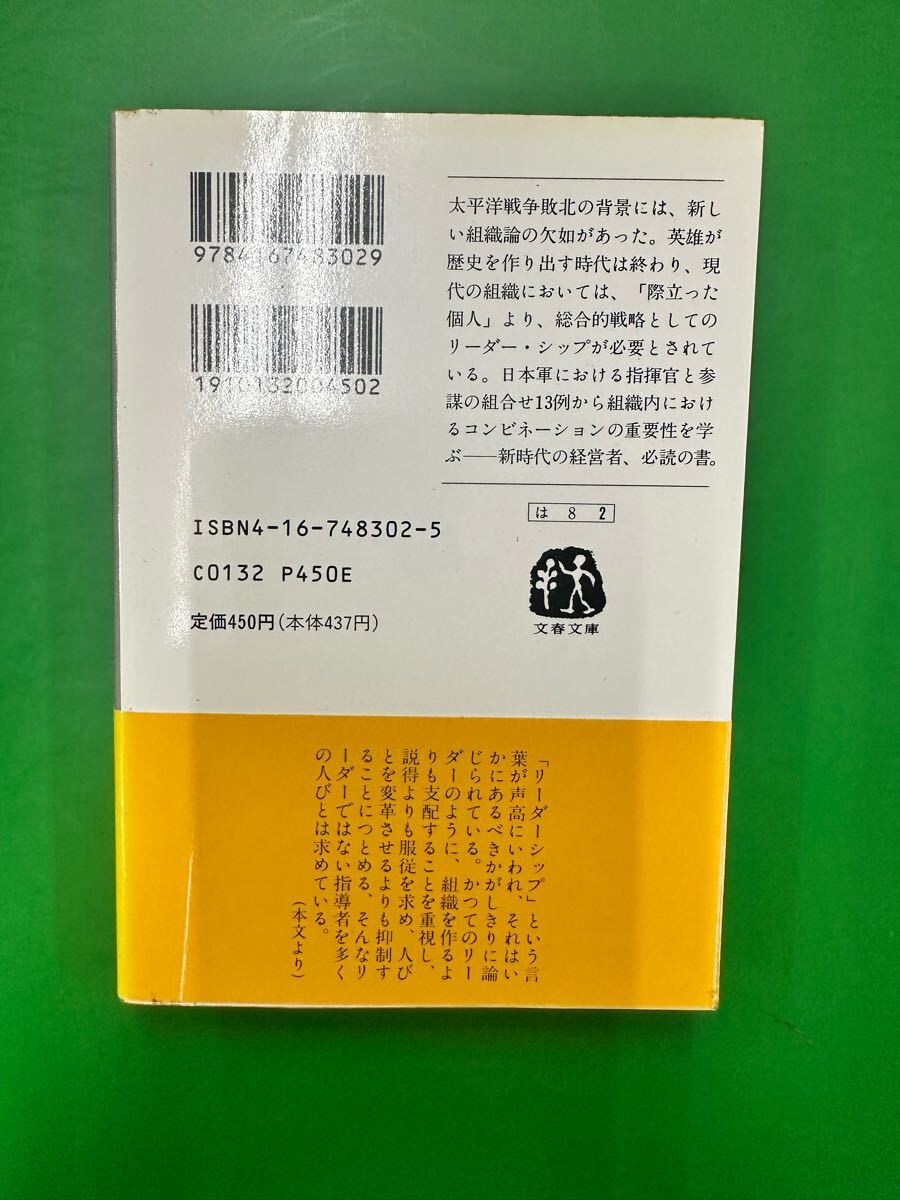 9784167483029
1910132004502
太平洋戦争敗北の背景には、新し
い組織論の欠如があった。英雄が
歴史を作り出す時代は終わり、現
代の組織においては、「際立った
個人」より、総合的戦略としての
リーダー・シップが必要とされて
いる。日本軍における指揮官と参
謀の組合せ13例から組織内におけ
るコンビネーションの重要性を学
ぶ——新時代の経営者、必読の書。
は 8 2
文春文庫
ISBN4-16-748302-5
C0132 P450E
定価450円(本体437円)
「リーダーシップ」という言
葉が声高にいわれ、それはい
かにあるべきかがしきりに論
じられている。かつてのリー
ダーのように、組織を作るよ
りも支配することを重視し、
説得よりも服従を求め、人び
とを変革させるよりも抑制す
ることにつとめる、そんなリ
ーダーではない指導者を多く
の人びとは求めている。
(本文より)